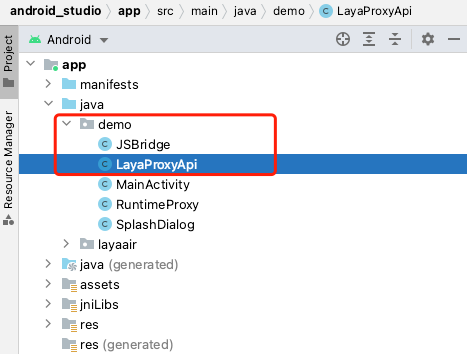 android_studio > app > src > main > java > demo > LayaProxyApi
Project
Android
app
manifests
java
demo
JSBridge
LayaProxyApi
MainActivity
RuntimeProxy
SplashDialog
layaair
java (generated)
assets
jniLibs
res
res (generated)
Resource Manager